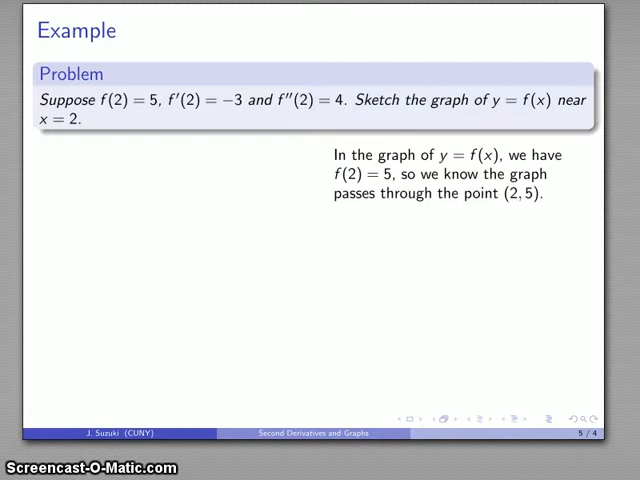 Example
Problem
Suppose f(2) = 5, f′(2) = −3 and f″(2) = 4. Sketch the graph of y = f(x) near
x = 2.
In the graph of y = f(x), we have
f(2) = 5, so we know the graph
passes through the point (2, 5).
J. Suzuki (CUNY)
Second Derivatives and Graphs
5 / 4
Screencast-O-Matic.com